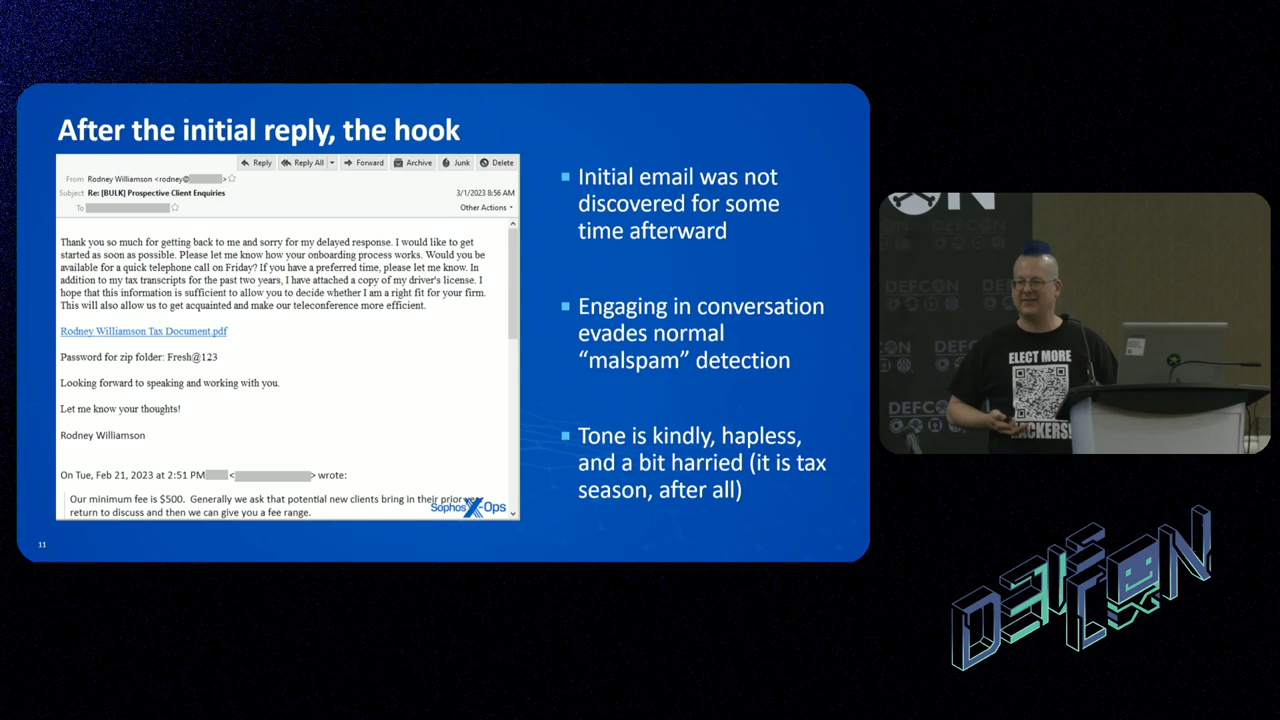 After the initial reply, the hook
Reply
Reply All
Forward
Archive
Junk
Delete
From Rodney Williamson <rodney@ >
Subject Re: [BULK] Prospective Client Enquiries
3/1/2023 8:56 AM
To
Other Actions
Thank you so much for getting back to me and sorry for my delayed response. I would like to get
started as soon as possible. Please let me know how your onboarding process works. Would you be
available for a quick telephone call on Friday? If you have a preferred time, please let me know. In
addition to my tax transcripts for the past two years, I have attached a copy of my driver's license. I
hope that this information is sufficient to allow you to decide whether I am a right fit for your firm.
This will also allow us to get acquainted and make our teleconference more efficient.
Rodney Williamson Tax Document.pdf
Password for zip folder: Fresh@123
Looking forward to speaking and working with you.
Let me know your thoughts!
Rodney Williamson
On Tue, Feb 21, 2023 at 2:51 PM < > wrote:
Our minimum fee is $500. Generally we ask that potential new clients bring in their prior
return to discuss and then we can give you a fee range.
Sophos X-Ops
Initial email was not
discovered for some
time afterward
Engaging in conversation
evades normal
“malspam” detection
Tone is kindly, hapless,
and a bit harried (it is tax
season, after all)
11
DEFCON
DEFCON
ELECT MORE
HACKERS!
DEFCON